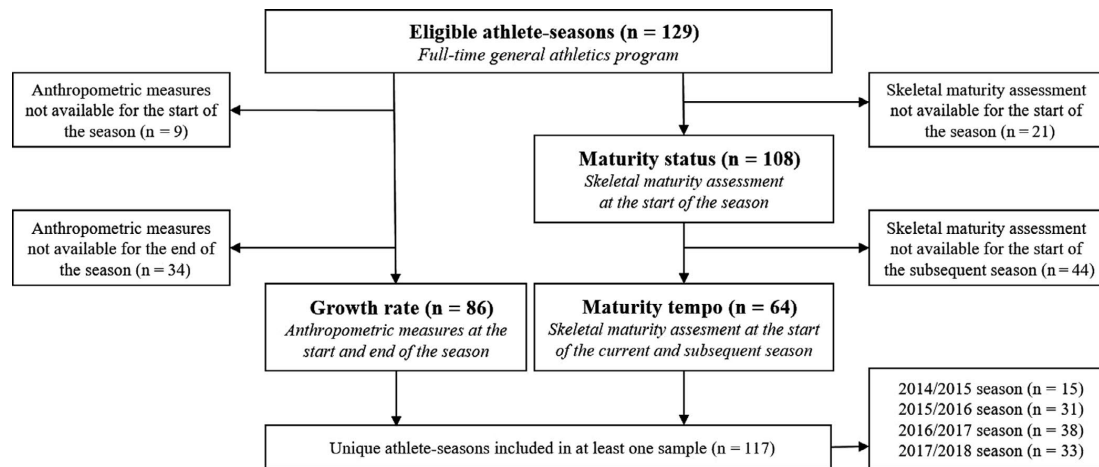 Eligible athlete-seasons (n = 129)
Full-time general athletics program
Anthropometric measures
not available for the start of
the season (n = 9)
Skeletal maturity assessment
not available for the start of
the season (n = 21)
Maturity status (n = 108)
Skeletal maturity assessment
at the start of the season
Anthropometric measures
not available for the end of
the season (n = 34)
Skeletal maturity assessment
not available for the start of
the subsequent season (n = 44)
Growth rate (n = 86)
Anthropometric measures at the
start and end of the season
Maturity tempo (n = 64)
Skeletal maturity assesment at the start
of the current and subsequent season
Unique athlete-seasons included in at least one sample (n = 117)
2014/2015 season (n = 15)
2015/2016 season (n = 31)
2016/2017 season (n = 38)
2017/2018 season (n = 33)